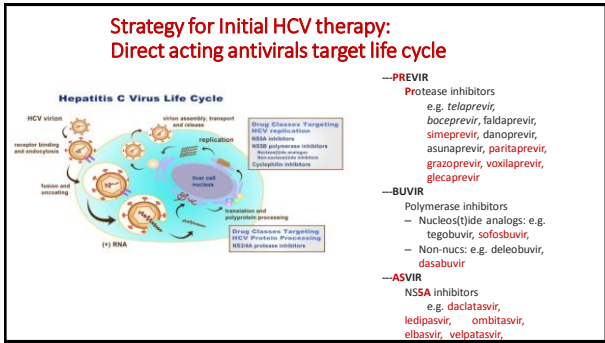 Strategy for Initial HCV therapy:
Direct acting antivirals target life cycle
Hepatitis C Virus Life Cycle
HCV virion
virion assembly, transport
and release
receptor binding
and endocytosis
replication
Drug Classes Targeting
HCV replication
NS5A inhibitors
NS5B polymerase inhibitors
Nucleos(t)ide analogues
Non-nucleos(t)ide inhibitors
Cyclophilin inhibitors
liver cell
nucleus
fusion and
uncoating
translation and
polyprotein processing
(+) RNA
Drug Classes Targeting
HCV Protein Processing
NS3/4A protease inhibitors
---PREVIR
Protease inhibitors
e.g. telaprevir,
boceprevir, faldaprevir,
simeprevir, danoprevir,
asunaprevir, paritaprevir,
grazoprevir, voxilaprevir,
glecaprevir
---BUVIR
Polymerase inhibitors
– Nucleos(t)ide analogs: e.g.
tegobuvir, sofosbuvir,
– Non-nucs: e.g. deleobuvir,
dasabuvir
---ASVIR
NS5A inhibitors
e.g. daclatasvir,
ledipasvir, ombitasvir,
elbasvir, velpatasvir,